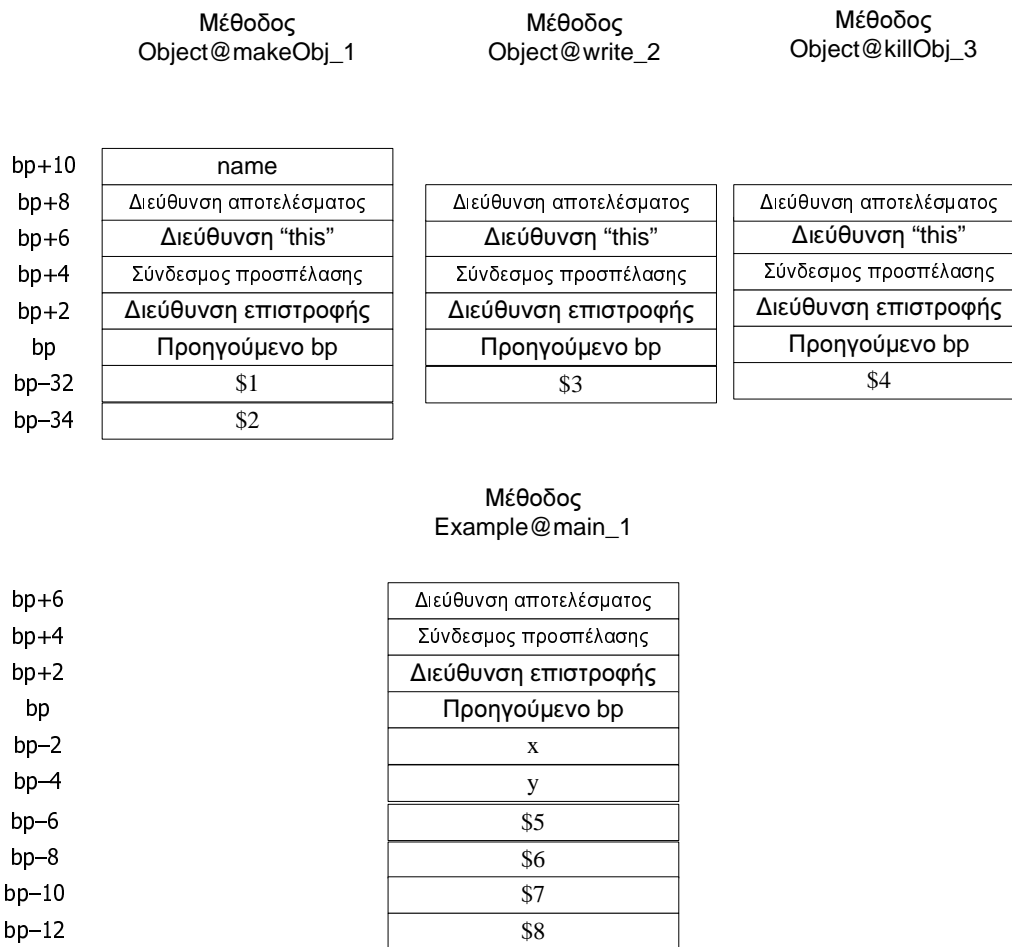 Μέθοδος Μέθοδος Μέθοδος
Object@makeObj_1 Object@write_2 Object@killObj_3
bp+10 name
bp+8 Διεύθυνση αποτελέσματος Διεύθυνση αποτελέσματος Διεύθυνση αποτελέσματος
bp+6 Διεύθυνση “this” Διεύθυνση “this” Διεύθυνση “this”
bp+4 Σύνδεσμος προσπέλασης Σύνδεσμος προσπέλασης Σύνδεσμος προσπέλασης
bp+2 Διεύθυνση επιστροφής Διεύθυνση επιστροφής Διεύθυνση επιστροφής
bp Προηγούμενο bp Προηγούμενο bp Προηγούμενο bp
bp–32 $1 $3 $4
bp–34 $2
Μέθοδος
Example@main_1
bp+6 Διεύθυνση αποτελέσματος
bp+4 Σύνδεσμος προσπέλασης
bp+2 Διεύθυνση επιστροφής
bp Προηγούμενο bp
bp–2 x
bp–4 y
bp–6 $5
bp–8 $6
bp–10 $7
bp–12 $8